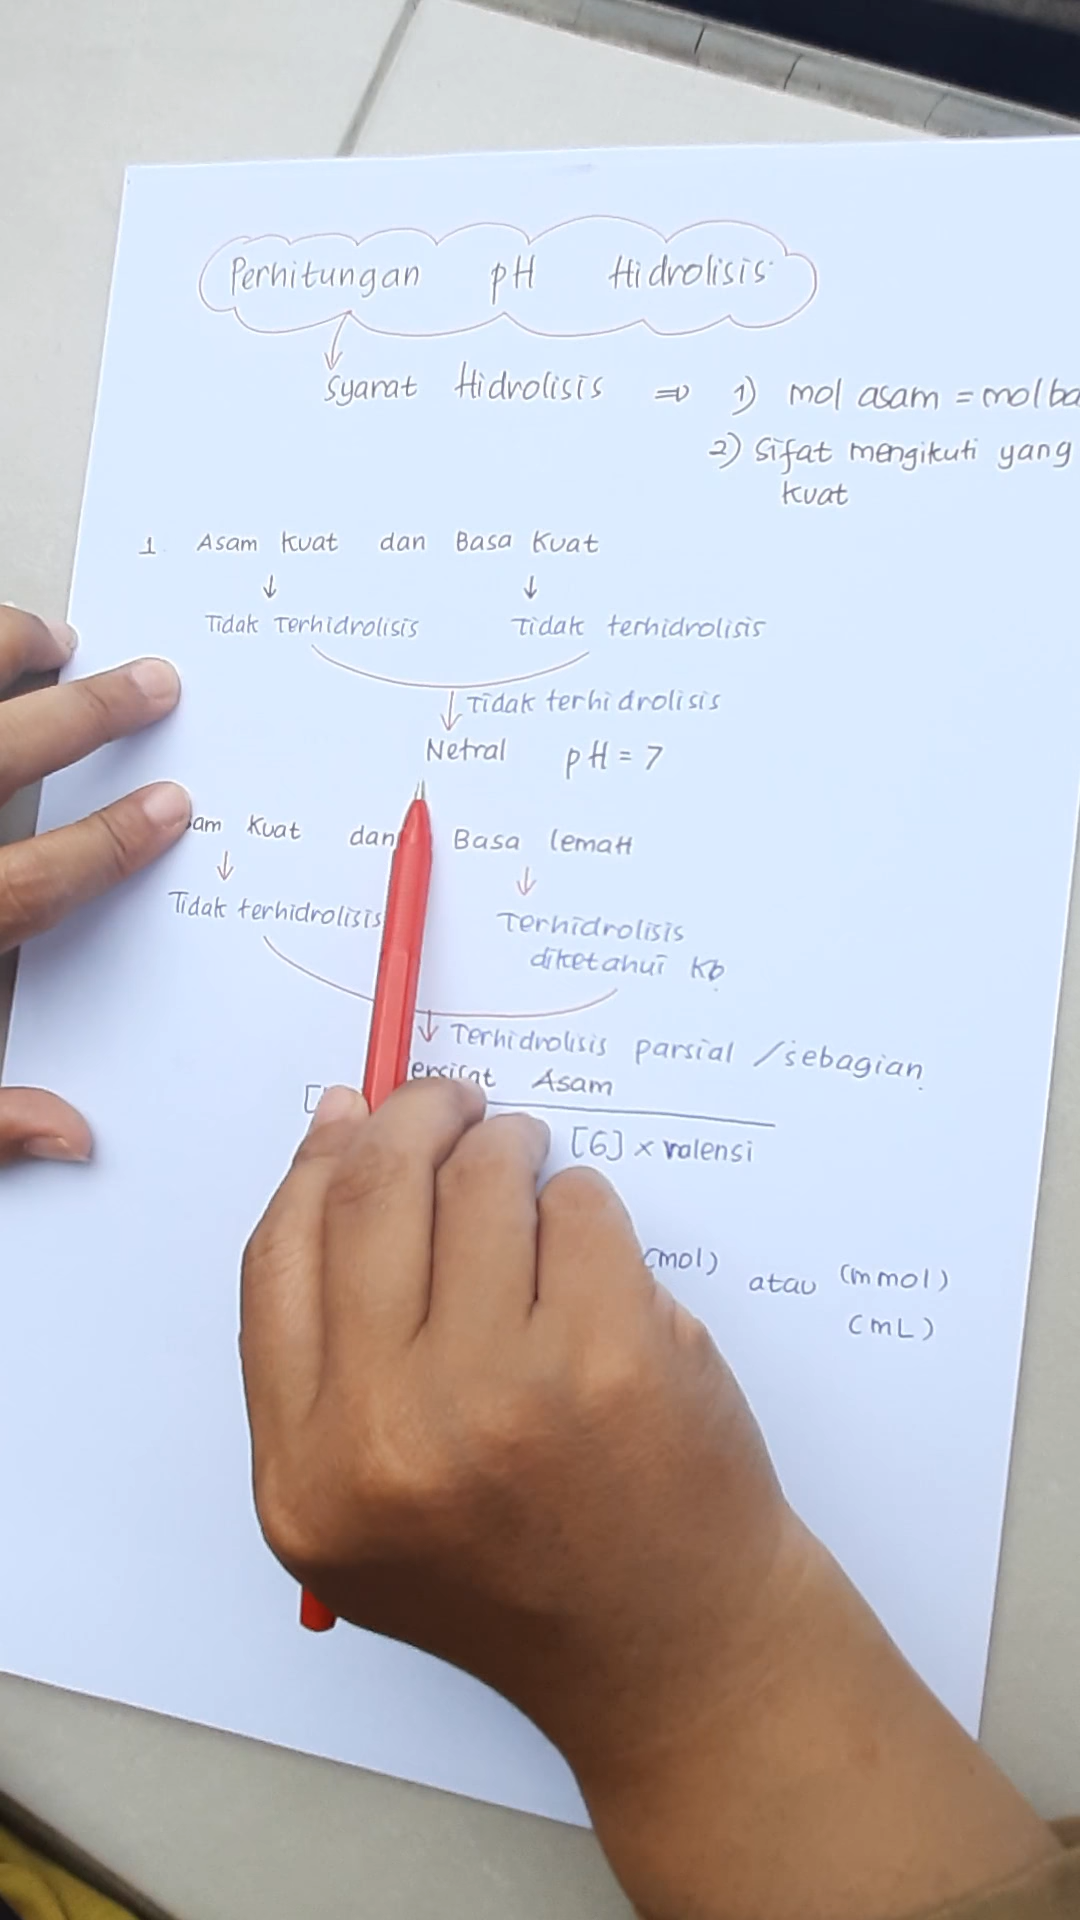 Perhitungan pH Hidrolisis
Syarat Hidrolisis ⇒ 1) mol asam = mol ba
2) Sifat mengikuti yang
kuat
1 Asam Kuat dan Basa Kuat
↓ ↓
Tidak Terhidrolisis Tidak terhidrolisis
↓ Tidak terhidrolisis
Netral pH = 7
am Kuat dan Basa lemah
↓ ↓
Tidak terhidrolisis Terhidrolisis
diketahui Kb
↓ Terhidrolisis parsial / sebagian
Asam
[G] x valensi
(mol) atau (mmol)
(mL)